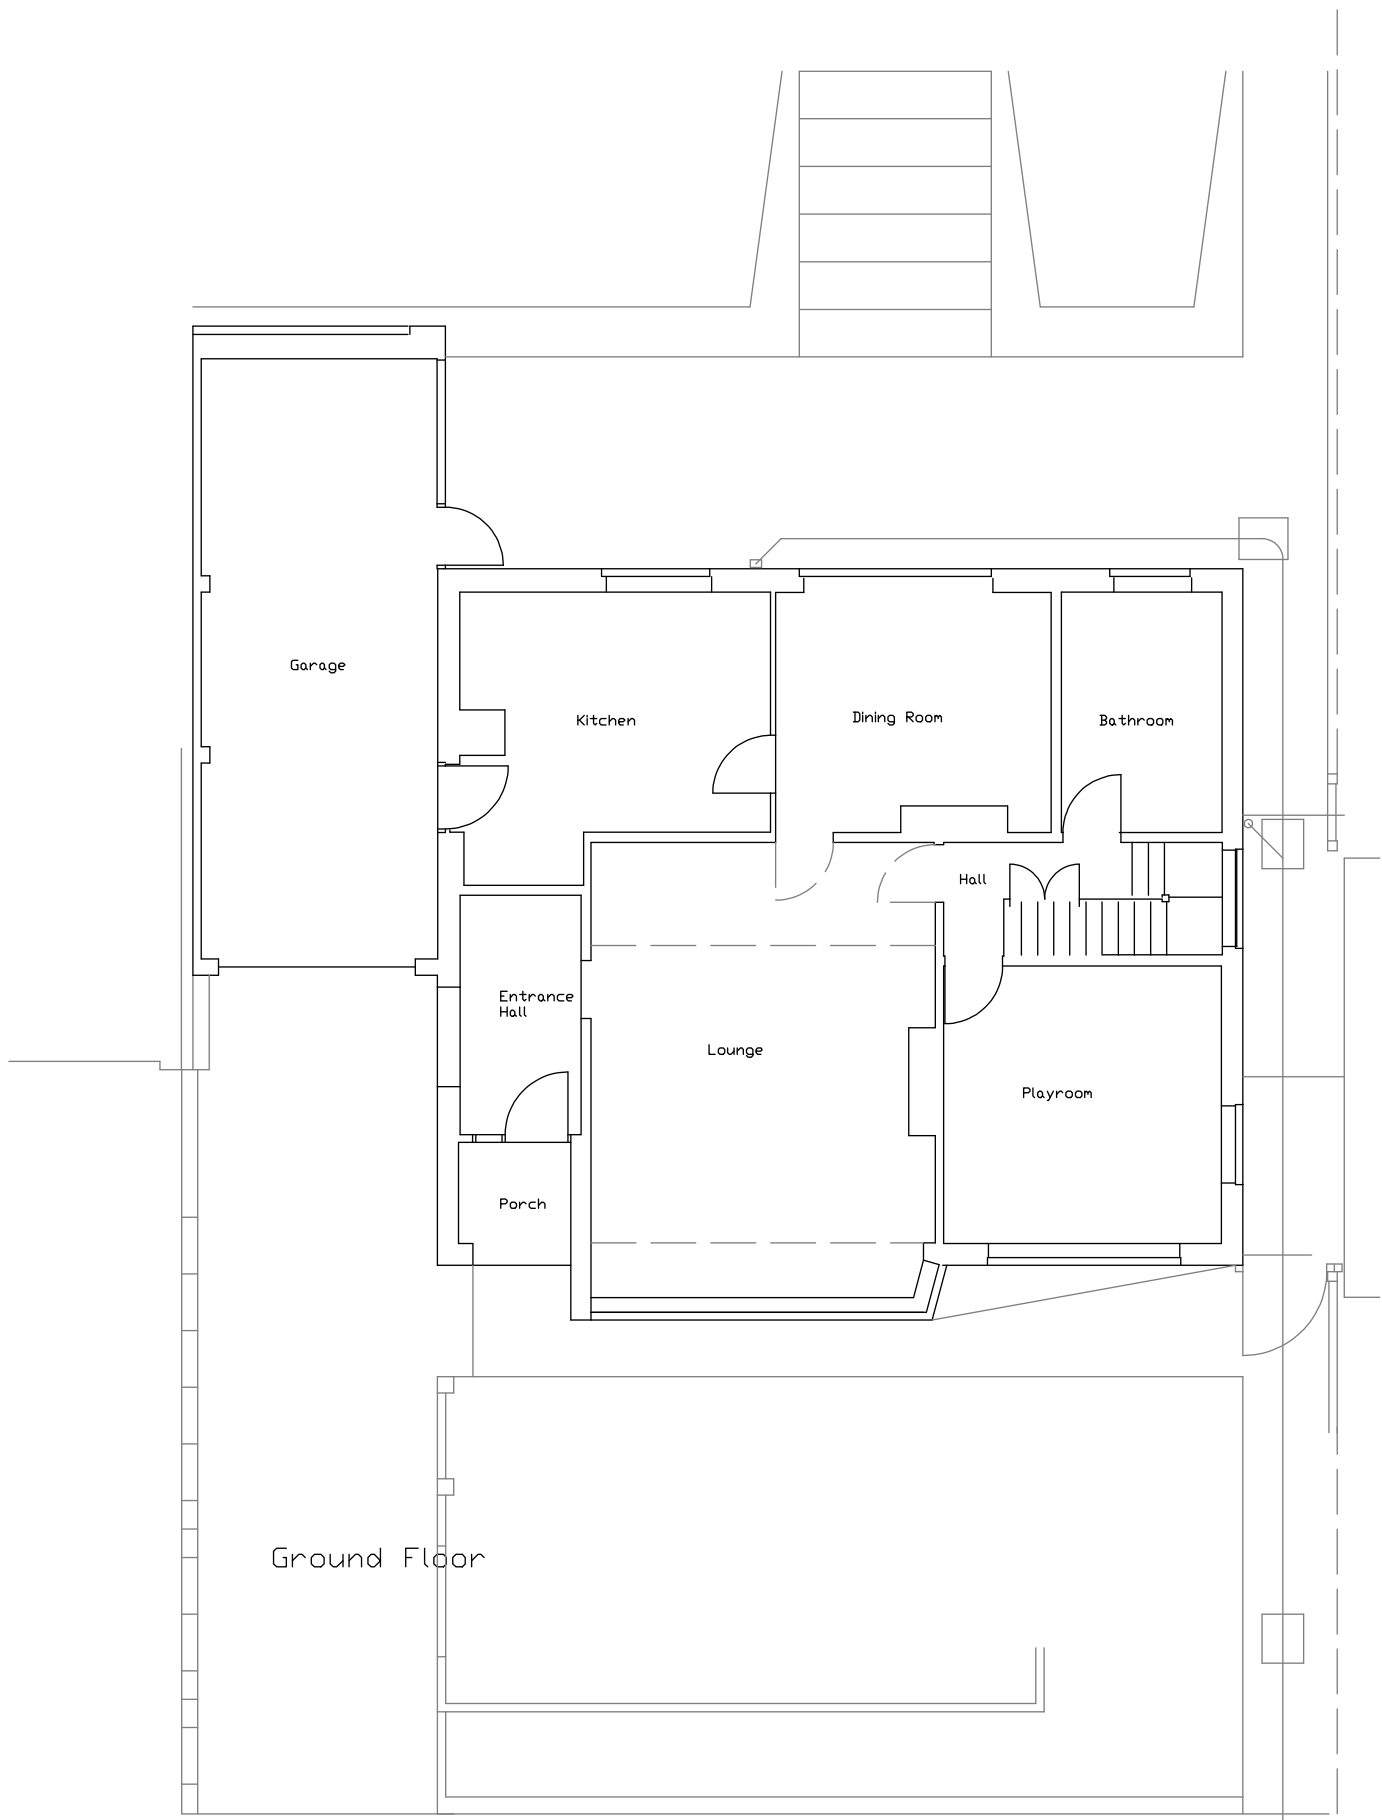 Garage
Kitchen
Dining Room
Bathroom
Hall
Entrance
Hall
Lounge
Playroom
Porch
Ground Floor